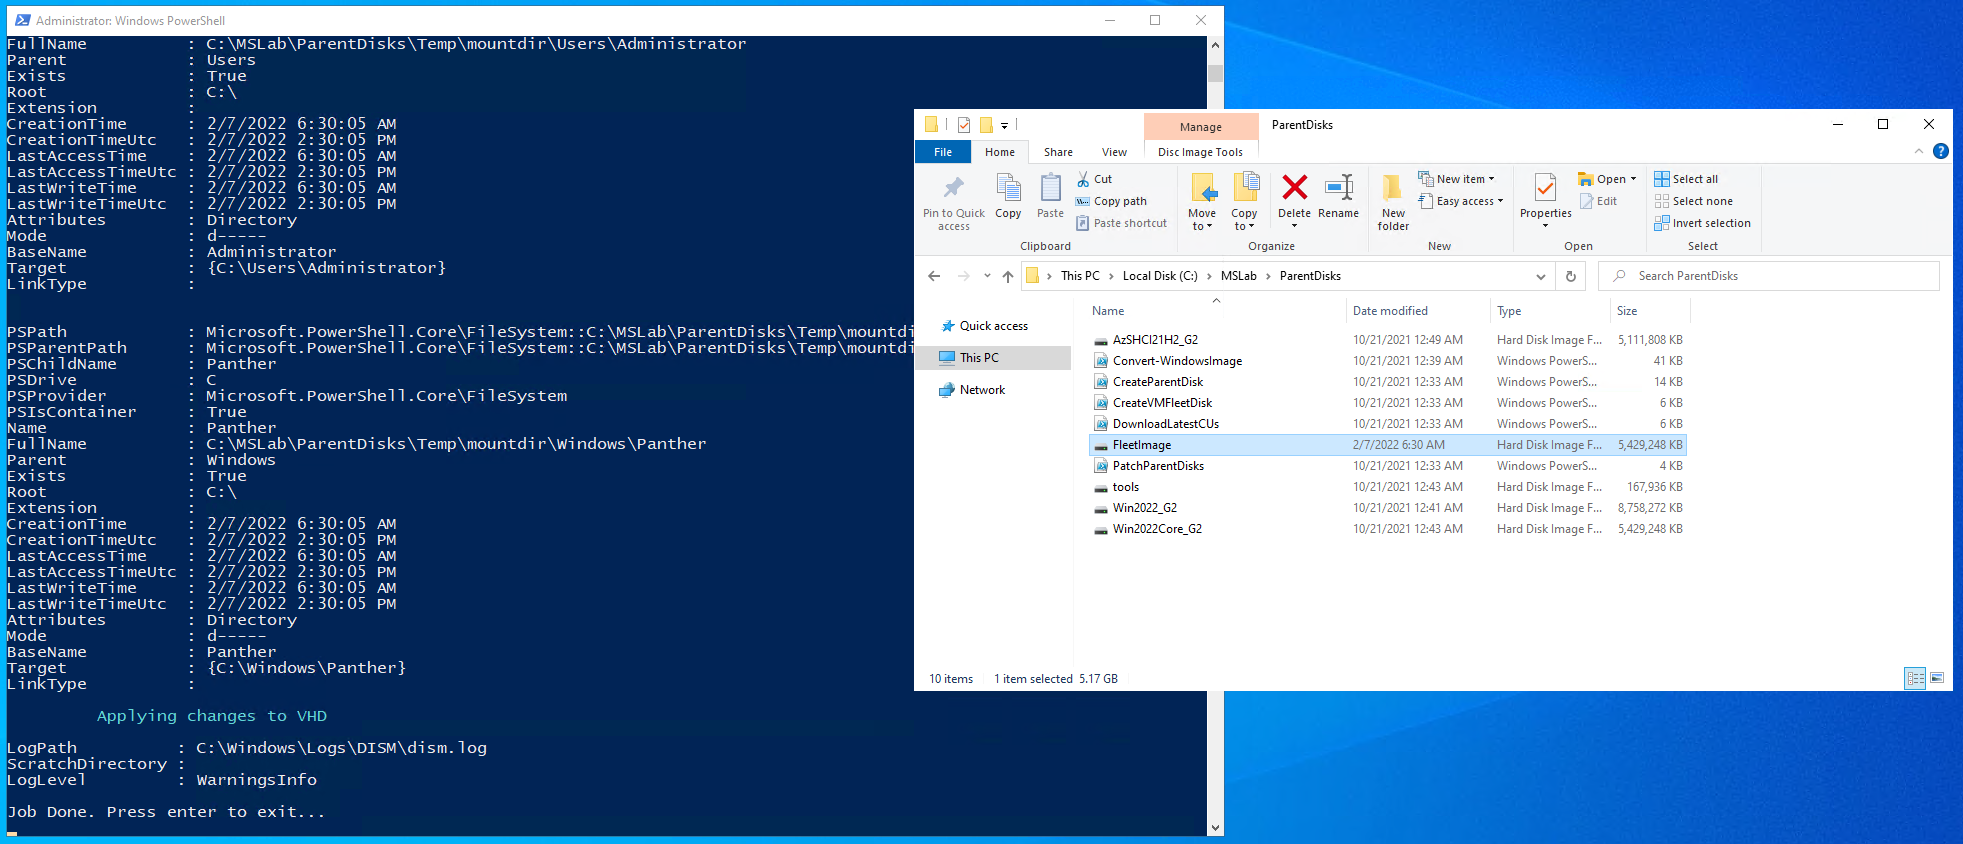 Administrator: Windows PowerShell
FullName : C:\MSLab\ParentDisks\Temp\mountdir\Users\Administrator
Parent : Users
Exists : True
Root : C:\
Extension :
CreationTime : 2/7/2022 6:30:05 AM
CreationTimeUtc : 2/7/2022 2:30:05 PM
LastAccessTime : 2/7/2022 6:30:05 AM
LastAccessTimeUtc : 2/7/2022 2:30:05 PM
LastWriteTime : 2/7/2022 6:30:05 AM
LastWriteTimeUtc : 2/7/2022 2:30:05 PM
Attributes : Directory
Mode : d-----
BaseName : Administrator
Target : {C:\Users\Administrator}
LinkType :
PSPath : Microsoft.PowerShell.Core\FileSystem::C:\MSLab\ParentDisks\Temp\mountdi
PSParentPath : Microsoft.PowerShell.Core\FileSystem::C:\MSLab\ParentDisks\Temp\mountdi
PSChildName : Panther
PSDrive : C
PSProvider : Microsoft.PowerShell.Core\FileSystem
PSIsContainer : True
Name : Panther
FullName : C:\MSLab\ParentDisks\Temp\mountdir\Windows\Panther
Parent : Windows
Exists : True
Root : C:\
Extension :
CreationTime : 2/7/2022 6:30:05 AM
CreationTimeUtc : 2/7/2022 2:30:05 PM
LastAccessTime : 2/7/2022 6:30:05 AM
LastAccessTimeUtc : 2/7/2022 2:30:05 PM
LastWriteTime : 2/7/2022 6:30:05 AM
LastWriteTimeUtc : 2/7/2022 2:30:05 PM
Attributes : Directory
Mode : d-----
BaseName : Panther
Target : {C:\Windows\Panther}
LinkType :
Applying changes to VHD
LogPath : C:\Windows\Logs\DISM\dism.log
ScratchDirectory :
LogLevel : WarningsInfo
Job Done. Press enter to exit...
Manage ParentDisks
File Home Share View Disc Image Tools
Pin to Quick access
Copy
Paste
Cut
Copy path
Paste shortcut
Clipboard
Move to
Copy to
Delete
Rename
Organize
New folder
New item
Easy access
New
Properties
Open
Edit
Open
Select all
Select none
Invert selection
Select
This PC > Local Disk (C:) > MSLab > ParentDisks
Search ParentDisks
Quick access
This PC
Network
Name Date modified Type Size
AzSHCI21H2_G2 10/21/2021 12:49 AM Hard Disk Image F... 5,111,808 KB
Convert-WindowsImage 10/21/2021 12:39 AM Windows PowerS... 41 KB
CreateParentDisk 10/21/2021 12:33 AM Windows PowerS... 14 KB
CreateVMFleetDisk 10/21/2021 12:33 AM Windows PowerS... 6 KB
DownloadLatestCUs 10/21/2021 12:33 AM Windows PowerS... 6 KB
FleetImage 2/7/2022 6:30 AM Hard Disk Image F... 5,429,248 KB
PatchParentDisks 10/21/2021 12:33 AM Windows PowerS... 4 KB
tools 10/21/2021 12:43 AM Hard Disk Image F... 167,936 KB
Win2022_G2 10/21/2021 12:41 AM Hard Disk Image F... 8,758,272 KB
Win2022Core_G2 10/21/2021 12:43 AM Hard Disk Image F... 5,429,248 KB
10 items 1 item selected 5.17 GB